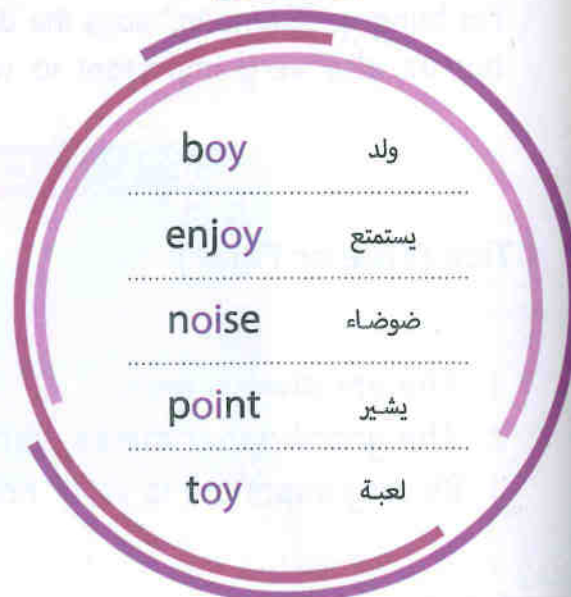 boy ولد
enjoy يستمتع
noise ضوضاء
point يشير
toy لعبة